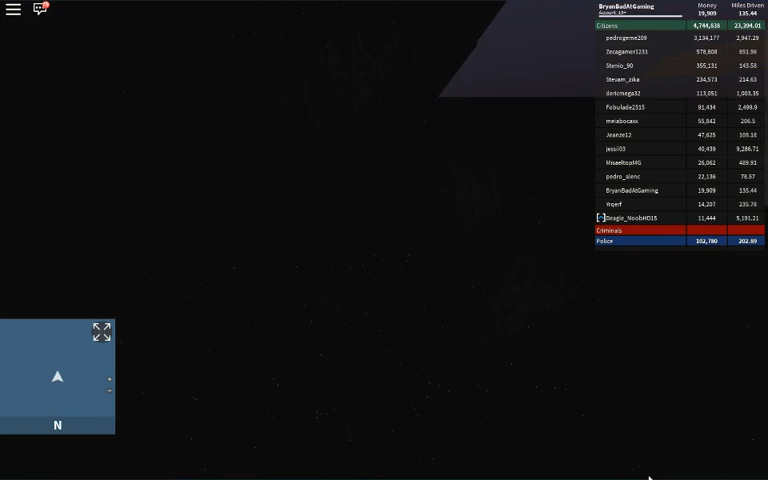 BryanBadAtGaming
Account: 13+
Money
19,909
Miles Driven
135.44
Citizens 4,744,838 23,394.01
pedrogeme209 3,134,177 2,947.29
Zecagamer1231 578,808 851.96
Stenio_90 355,131 143.58
Stevam_zika 234,573 214.63
dericmega32 113,051 1,003.35
Fobulade2315 91,434 2,499.9
meiabocaxx 55,842 206.5
Jeanze12 47,625 109.18
jessii03 40,439 9,286.71
MisaeltopMG 26,062 489.91
pedro_alenc 22,136 78.57
BryanBadAtGaming 19,909 135.44
Yrqerf 14,207 235.78
Deagle_NoobHD15 11,444 5,191.21
Criminals
Police 102,780 202.89
N